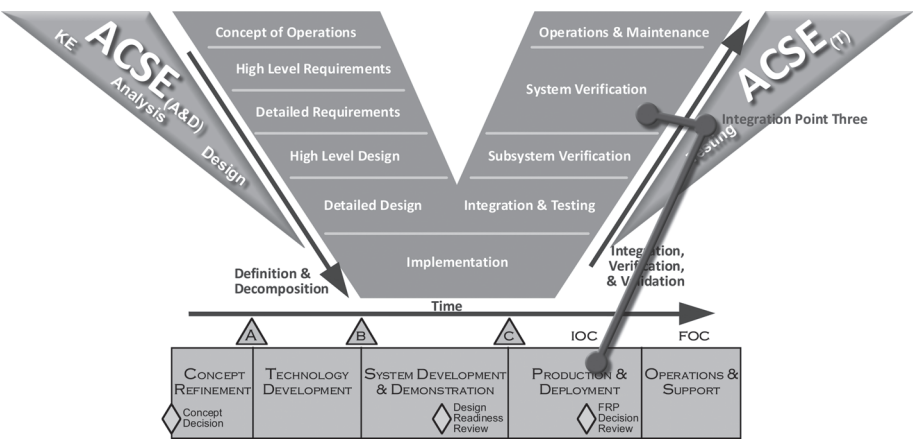 KE
ACSE(A&D)
Analysis
Design
Concept of Operations
High Level Requirements
Detailed Requirements
High Level Design
Detailed Design
Implementation
Operations & Maintenance
System Verification
Subsystem Verification
Integration & Testing
ACSE(T)
Integration Point Three
Definition &
Decomposition
Integration,
Verification,
& Validation
Time
A
B
C
IOC
FOC
CONCEPT
REFINEMENT
TECHNOLOGY
DEVELOPMENT
SYSTEM DEVELOPMENT
& DEMONSTRATION
PRODUCTION &
DEPLOYMENT
OPERATIONS &
SUPPORT
Concept
Decision
Design
Readiness
Review
FRP
Decision
Review